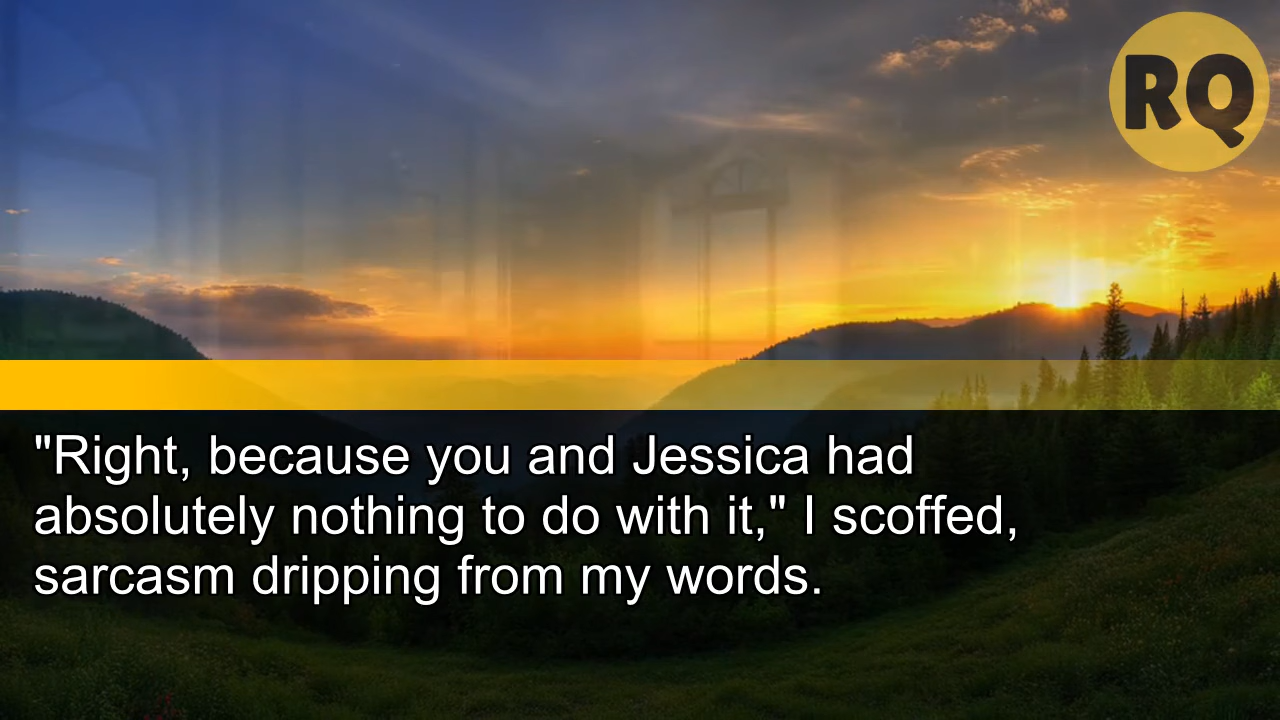 RQ
"Right, because you and Jessica had
absolutely nothing to do with it," I scoffed,
sarcasm dripping from my words.